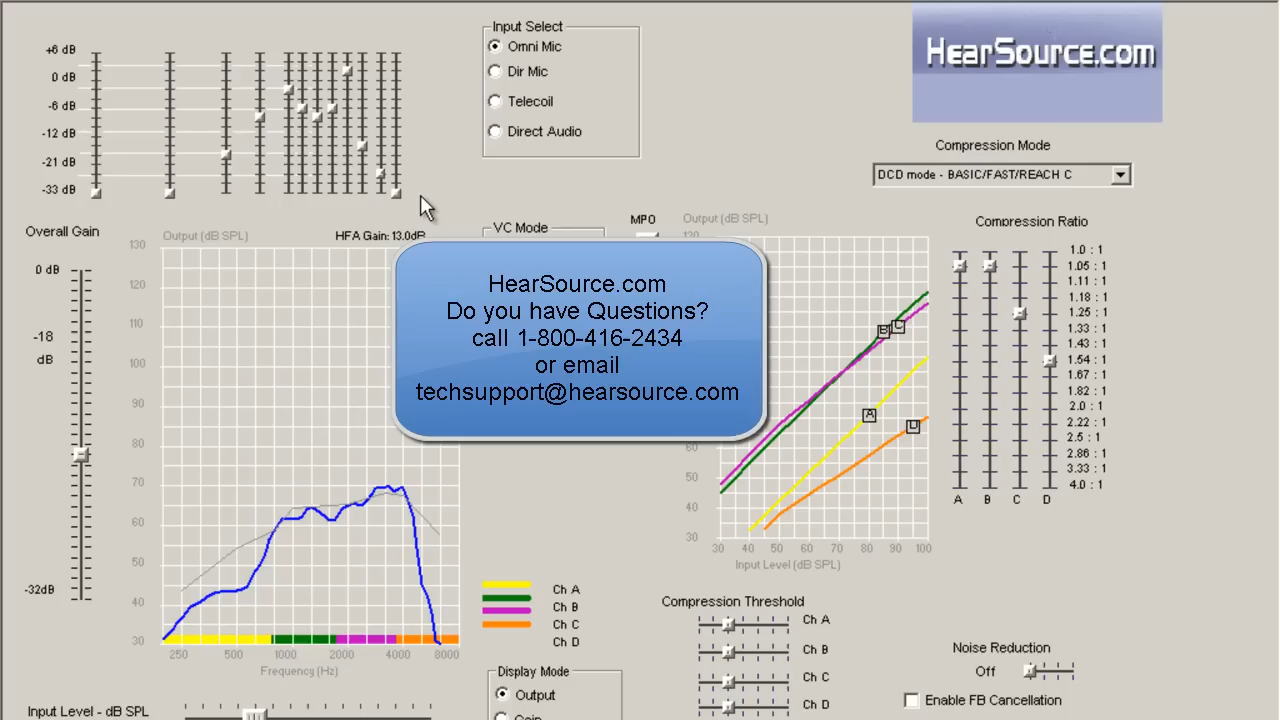 +6 dB
0 dB
-6 dB
-12 dB
-21 dB
-33 dB
Input Select
Omni Mic
Dir Mic
Telecoil
Direct Audio
HearSource.com
Compression Mode
DCD mode - BASIC/FAST/REACH C
Overall Gain
0 dB
-18
dB
-32dB
Output (dB SPL)
HFA Gain: 13.0dB
130
120
110
100
90
80
70
60
50
40
30
250 500 1000 2000 4000 8000
Frequency (Hz)
VC Mode
MPO
HearSource.com
Do you have Questions?
call 1-800-416-2434
or email
techsupport@hearsource.com
Output (dB SPL)
120
60
50
40
30
B
C
A
30 40 50 60 70 80 90 100
Input Level (dB SPL)
Compression Ratio
1.0 : 1
1.05 : 1
1.11 : 1
1.18 : 1
1.25 : 1
1.33 : 1
1.43 : 1
1.54 : 1
1.67 : 1
1.82 : 1
2.0 : 1
2.22 : 1
2.5 : 1
2.86 : 1
3.33 : 1
4.0 : 1
A B C D
Ch A
Ch B
Ch C
Ch D
Compression Threshold
Ch A
Ch B
Ch C
Ch D
Noise Reduction
Off
Enable FB Cancellation
Display Mode
Output
Input Level - dB SPL